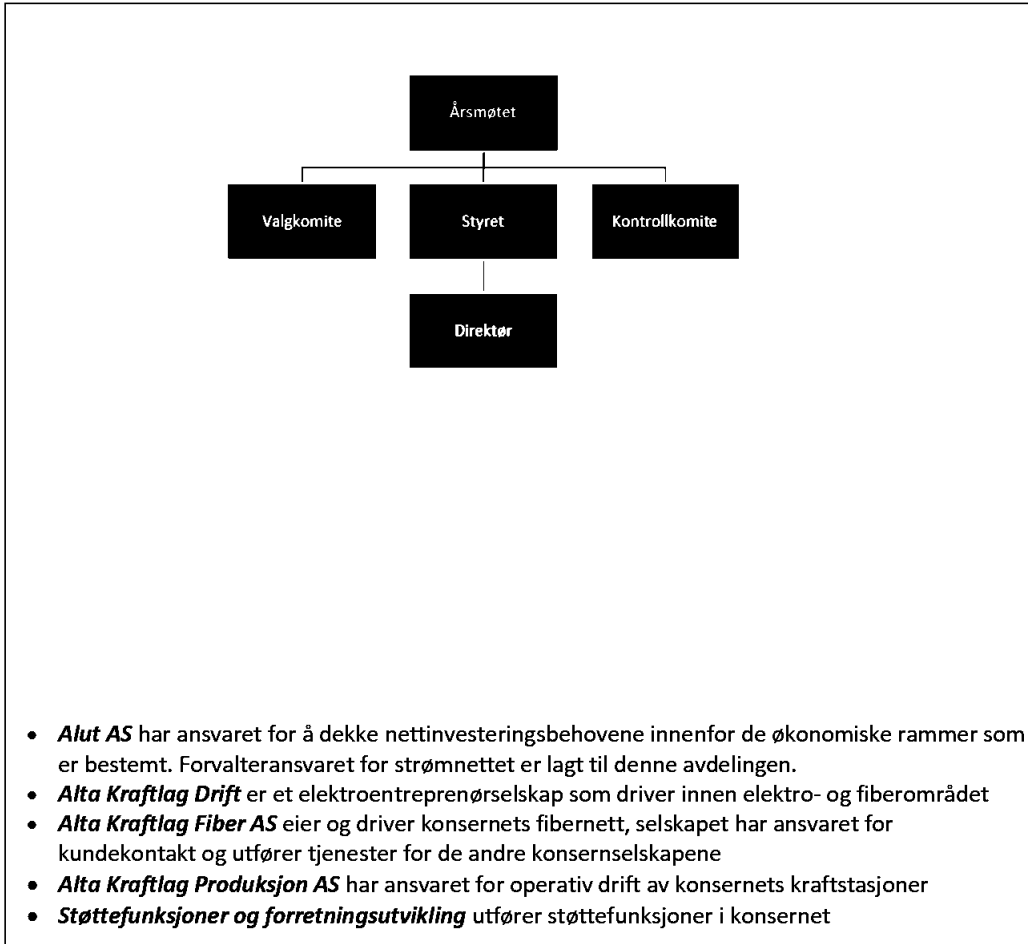 Årsmøtet
Valgkomite
Styret
Kontrollkomite
Direktør
• Alut AS har ansvaret for å dekke nettinvesteringsbehovene innenfor de økonomiske rammer som
er bestemt. Forvalteransvaret for strømnettet er lagt til denne avdelingen.
• Alta Kraftlag Drift er et elektroentreprenørselskap som driver innen elektro- og fiberområdet
• Alta Kraftlag Fiber AS eier og driver konsernets fibernett, selskapet har ansvaret for
kundekontakt og utfører tjenester for de andre konsernselskapene
• Alta Kraftlag Produksjon AS har ansvaret for operativ drift av konsernets kraftstasjoner
• Støttefunksjoner og forretningsutvikling utfører støttefunksjoner i konsernet